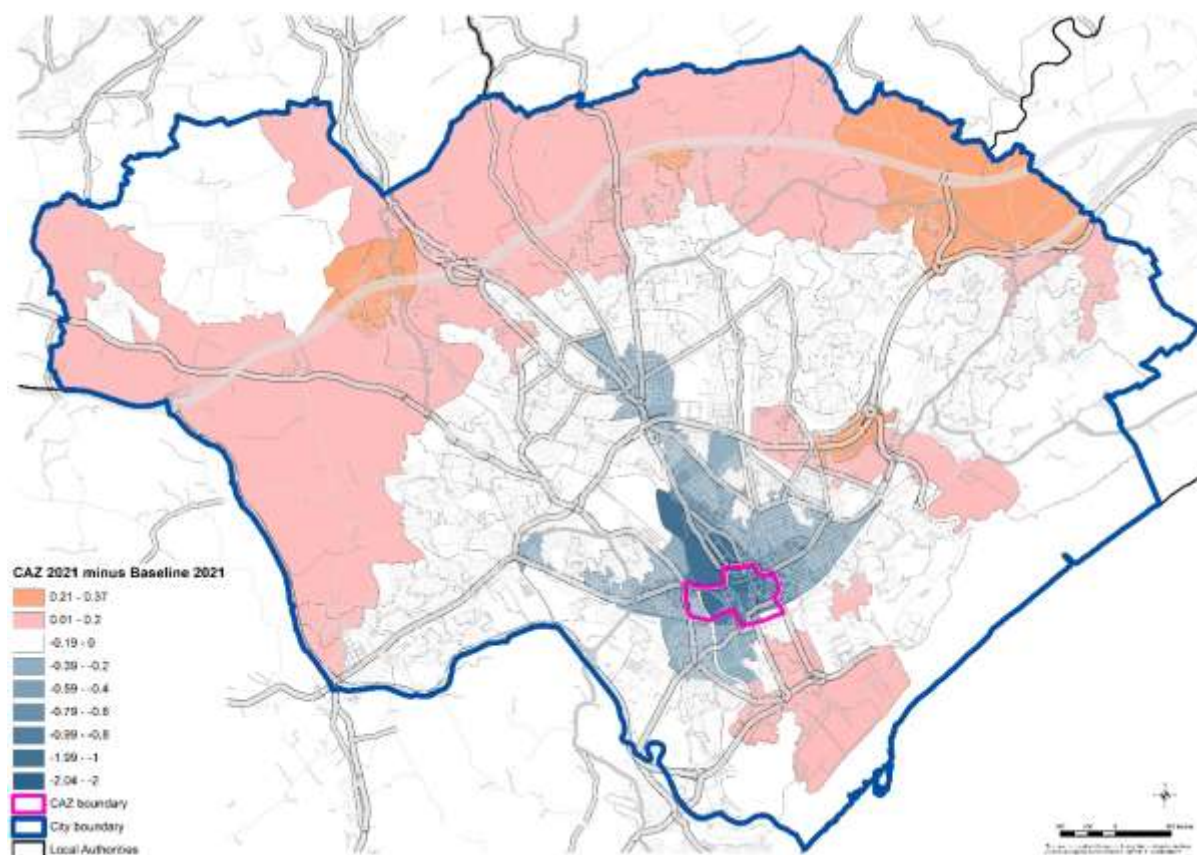 CAZ 2021 minus Baseline 2021
0.21 - 0.37
0.01 - 0.2
-0.19 - 0
-0.39 - -0.2
-0.59 - -0.4
-0.79 - -0.6
-0.99 - -0.8
-1.99 - -1
-2.04 - -2
CAZ boundary
City boundary
Local Authorities